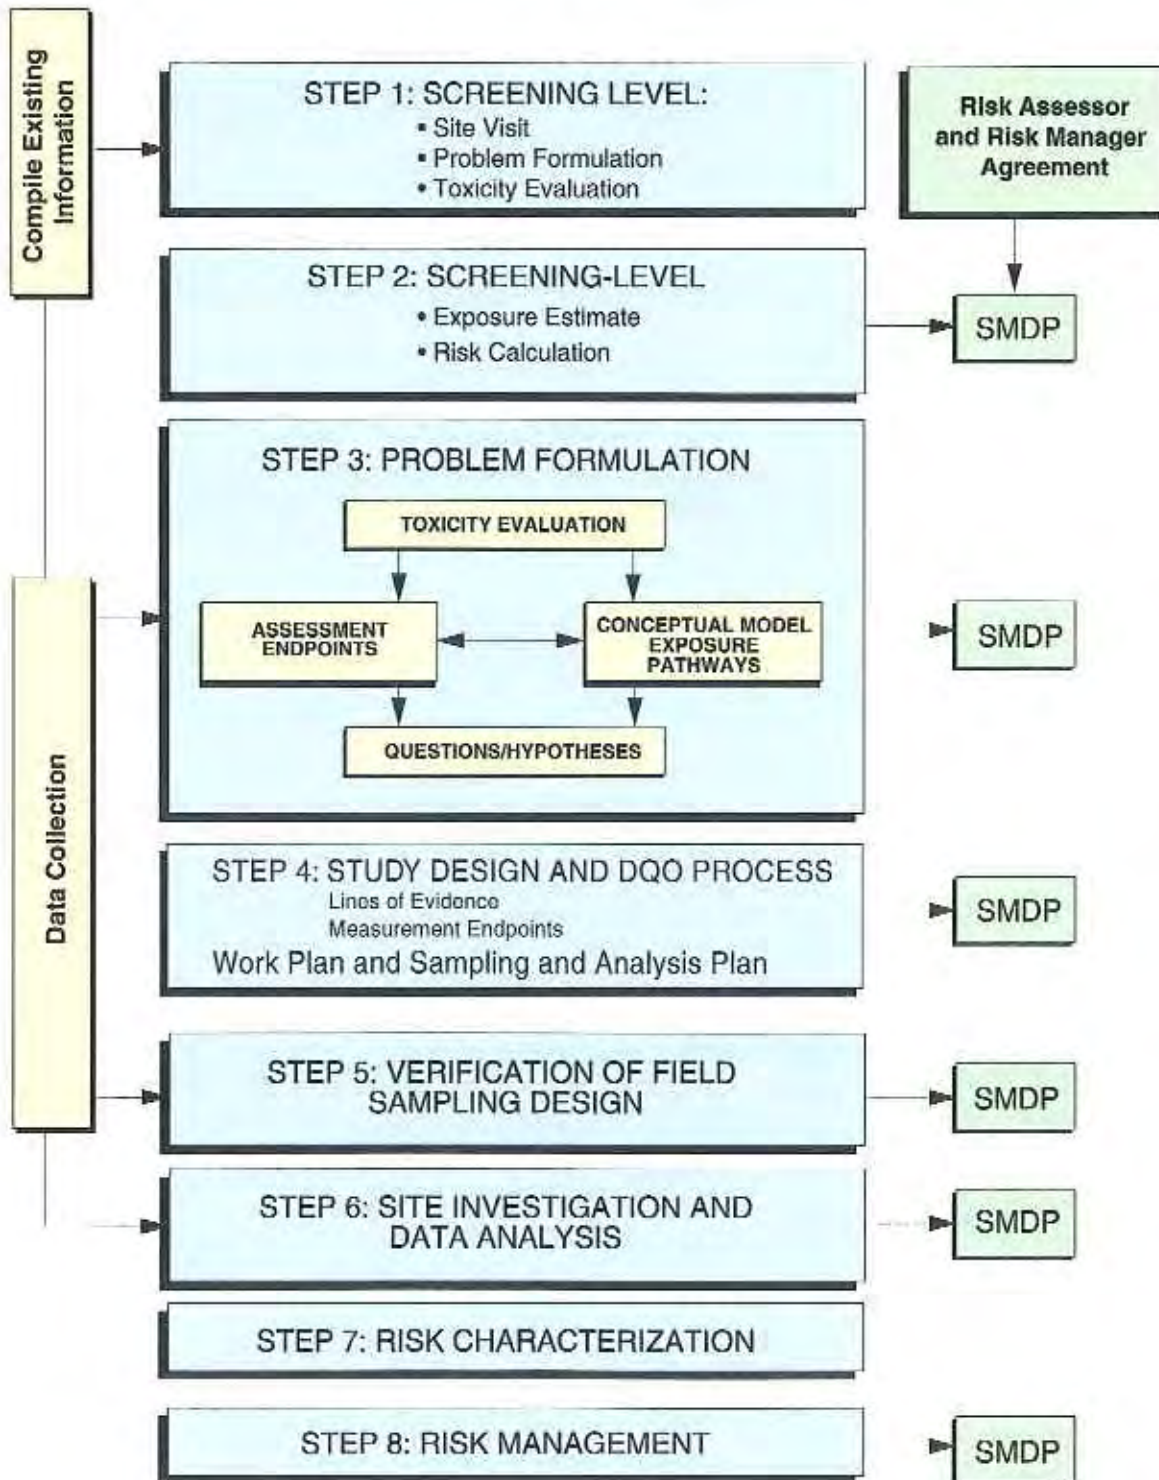 Compile Existing
Information
STEP 1: SCREENING LEVEL:
▪ Site Visit
▪ Problem Formulation
• Toxicity Evaluation
Risk Assessor
and Risk Manager
Agreement
STEP 2: SCREENING-LEVEL
• Exposure Estimate
• Risk Calculation
SMDP
STEP 3: PROBLEM FORMULATION
TOXICITY EVALUATION
ASSESSMENT
ENDPOINTS
CONCEPTUAL MODEL
EXPOSURE
PATHWAYS
QUESTIONS/HYPOTHESES
SMDP
Data Collection
STEP 4: STUDY DESIGN AND DQO PROCESS
Lines of Evidence
Measurement Endpoints
Work Plan and Sampling and Analysis Plan
SMDP
STEP 5: VERIFICATION OF FIELD
SAMPLING DESIGN
SMDP
STEP 6: SITE INVESTIGATION AND
DATA ANALYSIS
SMDP
STEP 7: RISK CHARACTERIZATION
STEP 8: RISK MANAGEMENT
SMDP